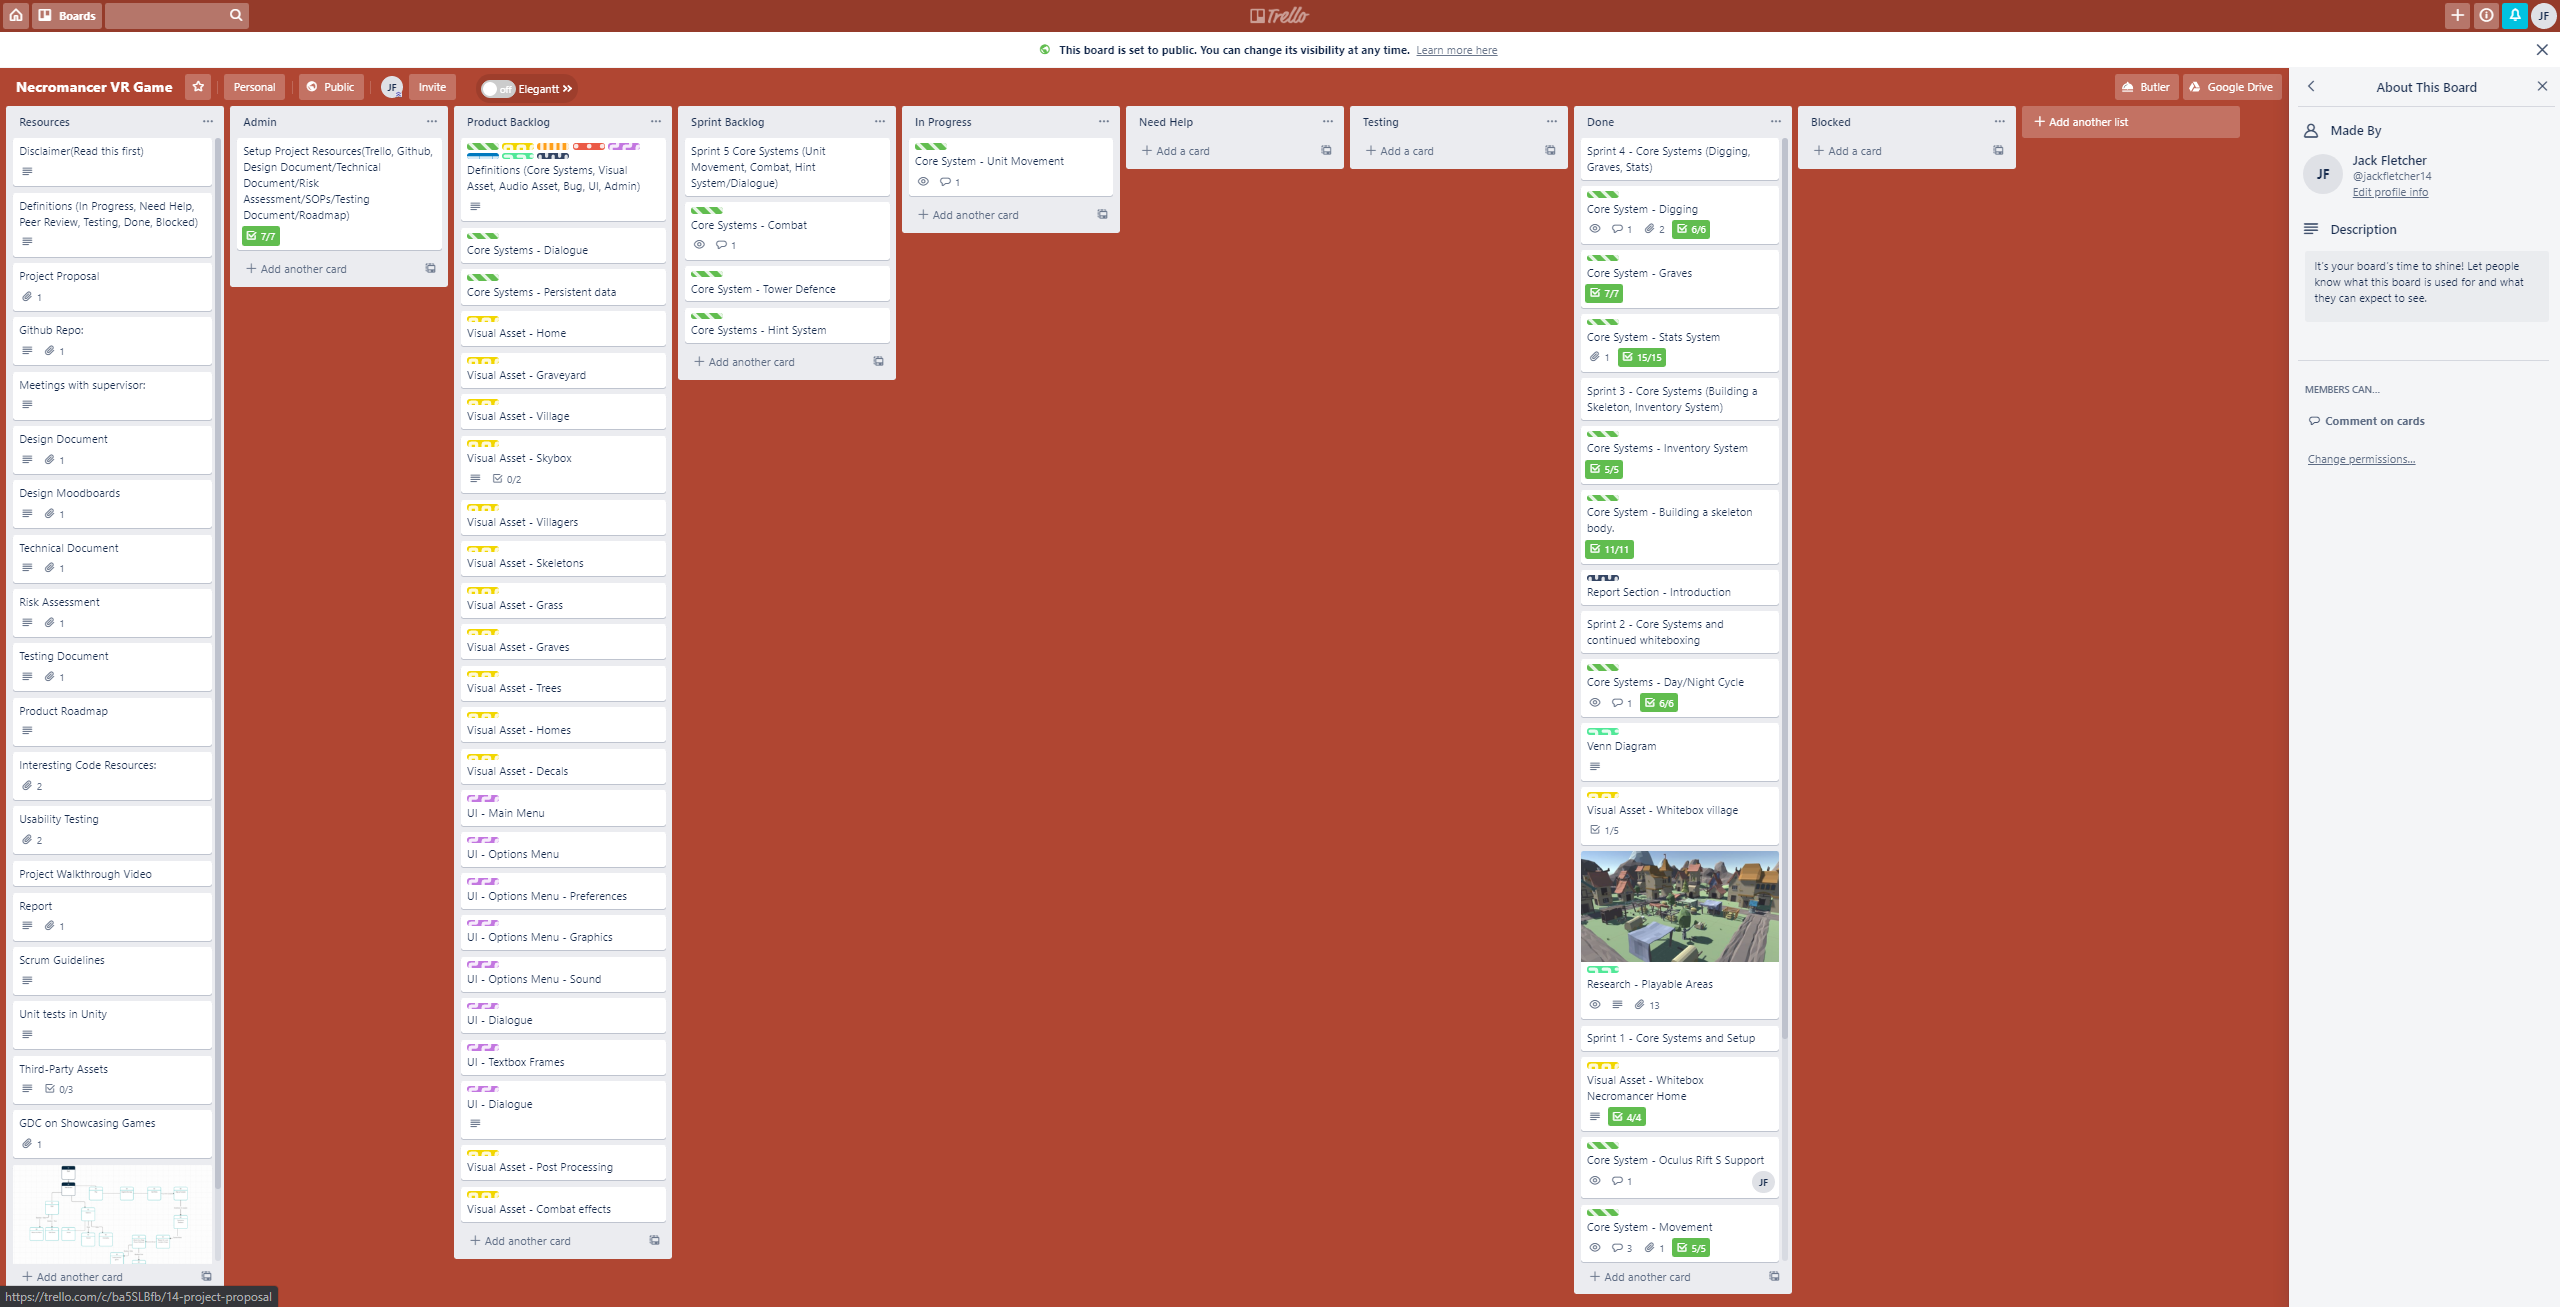 Boards
Trello
JF
This board is set to public. You can change its visibility at any time. Learn more here
Necromancer VR Game
Personal
Public
JF
Invite
off
Elegantt »
Butler
Google Drive
Resources
Disclaimer(Read this first)
Definitions (In Progress, Need Help,
Peer Review, Testing, Done, Blocked)
Project Proposal
1
Github Repo:
1
Meetings with supervisor:
Design Document
1
Design Moodboards
1
Technical Document
1
Risk Assessment
1
Testing Document
1
Product Roadmap
Interesting Code Resources:
2
Usability Testing
2
Project Walkthrough Video
Report
1
Scrum Guidelines
Unit tests in Unity
Third-Party Assets
0/3
GDC on Showcasing Games
1
+ Add another card
Admin
Setup Project Resources(Trello, Github,
Design Document/Technical
Document/Risk
Assessment/SOPs/Testing
Document/Roadmap)
7/7
+ Add another card
Product Backlog
Definitions (Core Systems, Visual
Asset, Audio Asset, Bug, UI, Admin)
Core Systems - Dialogue
Core Systems - Persistent data
Visual Asset - Home
Visual Asset - Graveyard
Visual Asset - Village
Visual Asset - Skybox
0/2
Visual Asset - Villagers
Visual Asset - Skeletons
Visual Asset - Grass
Visual Asset - Graves
Visual Asset - Trees
Visual Asset - Homes
Visual Asset - Decals
UI - Main Menu
UI - Options Menu
UI - Options Menu - Preferences
UI - Options Menu - Graphics
UI - Options Menu - Sound
UI - Dialogue
UI - Textbox Frames
UI - Dialogue
Visual Asset - Post Processing
Visual Asset - Combat effects
+ Add another card
Sprint Backlog
Sprint 5 Core Systems (Unit
Movement, Combat, Hint
System/Dialogue)
Core Systems - Combat
1
Core System - Tower Defence
Core Systems - Hint System
+ Add another card
In Progress
Core System - Unit Movement
1
+ Add another card
Need Help
+ Add a card
Testing
+ Add a card
Done
Sprint 4 - Core Systems (Digging,
Graves, Stats)
Core System - Digging
1 2 6/6
Core System - Graves
7/7
Core System - Stats System
1 15/15
Sprint 3 - Core Systems (Building a
Skeleton, Inventory System)
Core Systems - Inventory System
5/5
Core System - Building a skeleton
body.
11/11
Report Section - Introduction
Sprint 2 - Core Systems and
continued whiteboxing
Core Systems - Day/Night Cycle
1 6/6
Venn Diagram
Visual Asset - Whitebox village
1/5
Research - Playable Areas
13
Sprint 1 - Core Systems and Setup
Visual Asset - Whitebox
Necromancer Home
4/4
Core System - Oculus Rift S Support
1
JF
Core System - Movement
3 1 5/5
+ Add another card
Blocked
+ Add a card
+ Add another list
About This Board
Made By
JF
Jack Fletcher
@jackfletcher14
Edit profile info
Description
It's your board's time to shine! Let people
know what this board is used for and what
they can expect to see.
MEMBERS CAN...
Comment on cards
Change permissions...
https://trello.com/c/ba5SLBfb/14-project-proposal